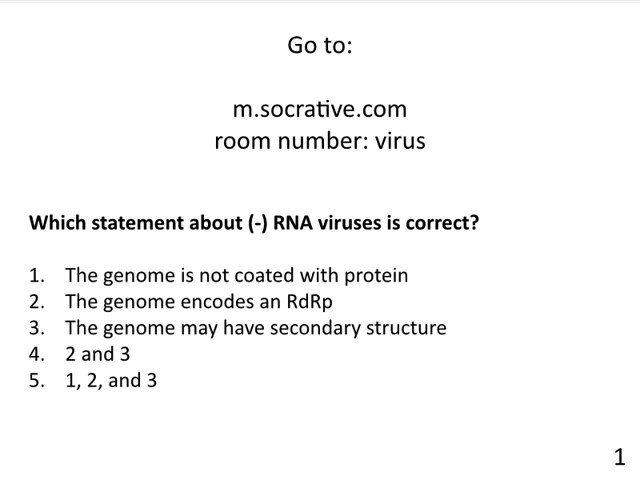 Go to:
m.socrative.com
room number: virus
Which statement about (-) RNA viruses is correct?
1. The genome is not coated with protein
2. The genome encodes an RdRp
3. The genome may have secondary structure
4. 2 and 3
5. 1, 2, and 3
1